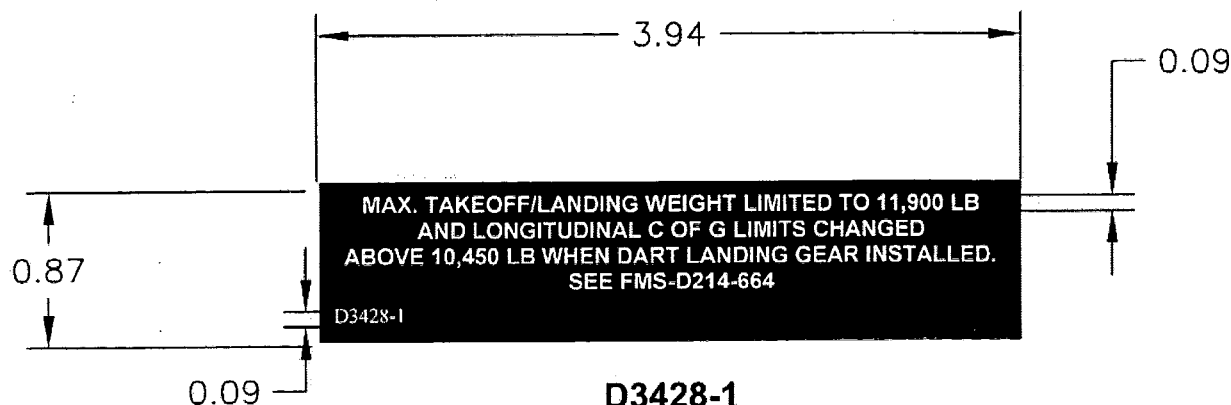 3.94
0.09
MAX. TAKEOFF/LANDING WEIGHT LIMITED TO 11,900 LB
AND LONGITUDINAL C OF G LIMITS CHANGED
ABOVE 10,450 LB WHEN DART LANDING GEAR INSTALLED.
SEE FMS-D214-664
0.87
D3428-1
0.09
D3428-1